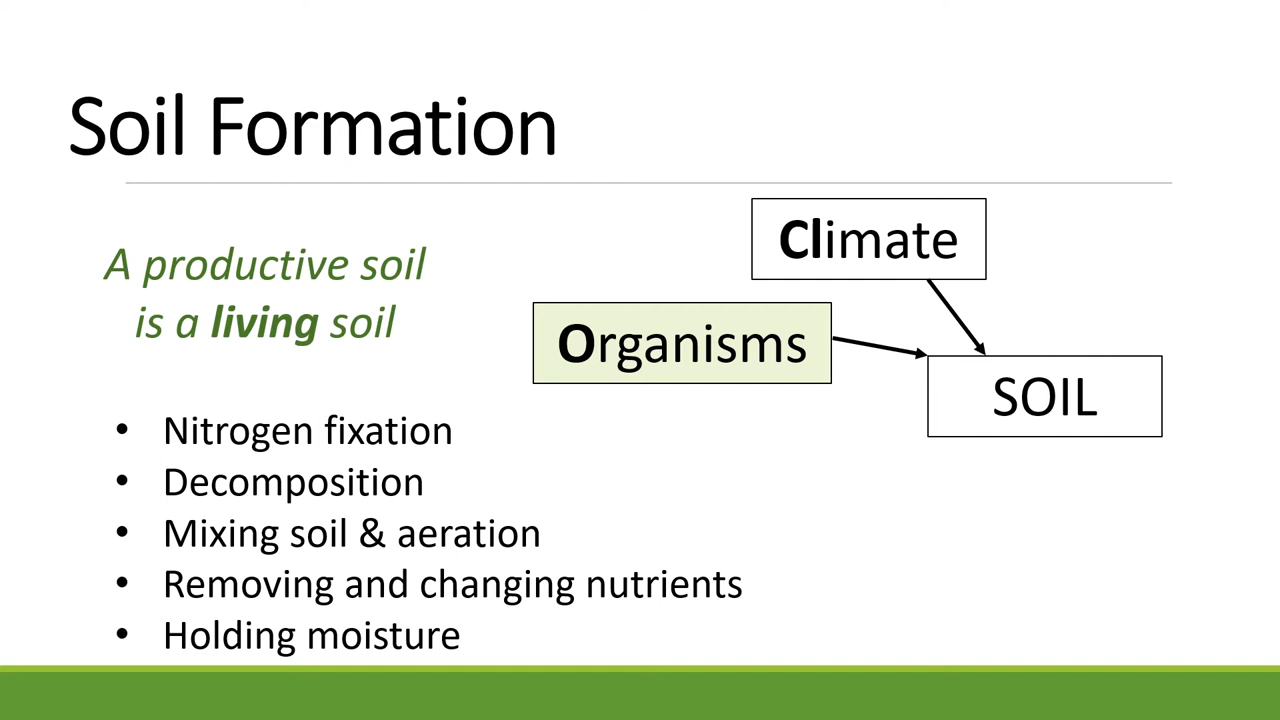 Soil Formation
A productive soil
is a living soil
Climate
Organisms
SOIL
• Nitrogen fixation
• Decomposition
• Mixing soil & aeration
• Removing and changing nutrients
• Holding moisture